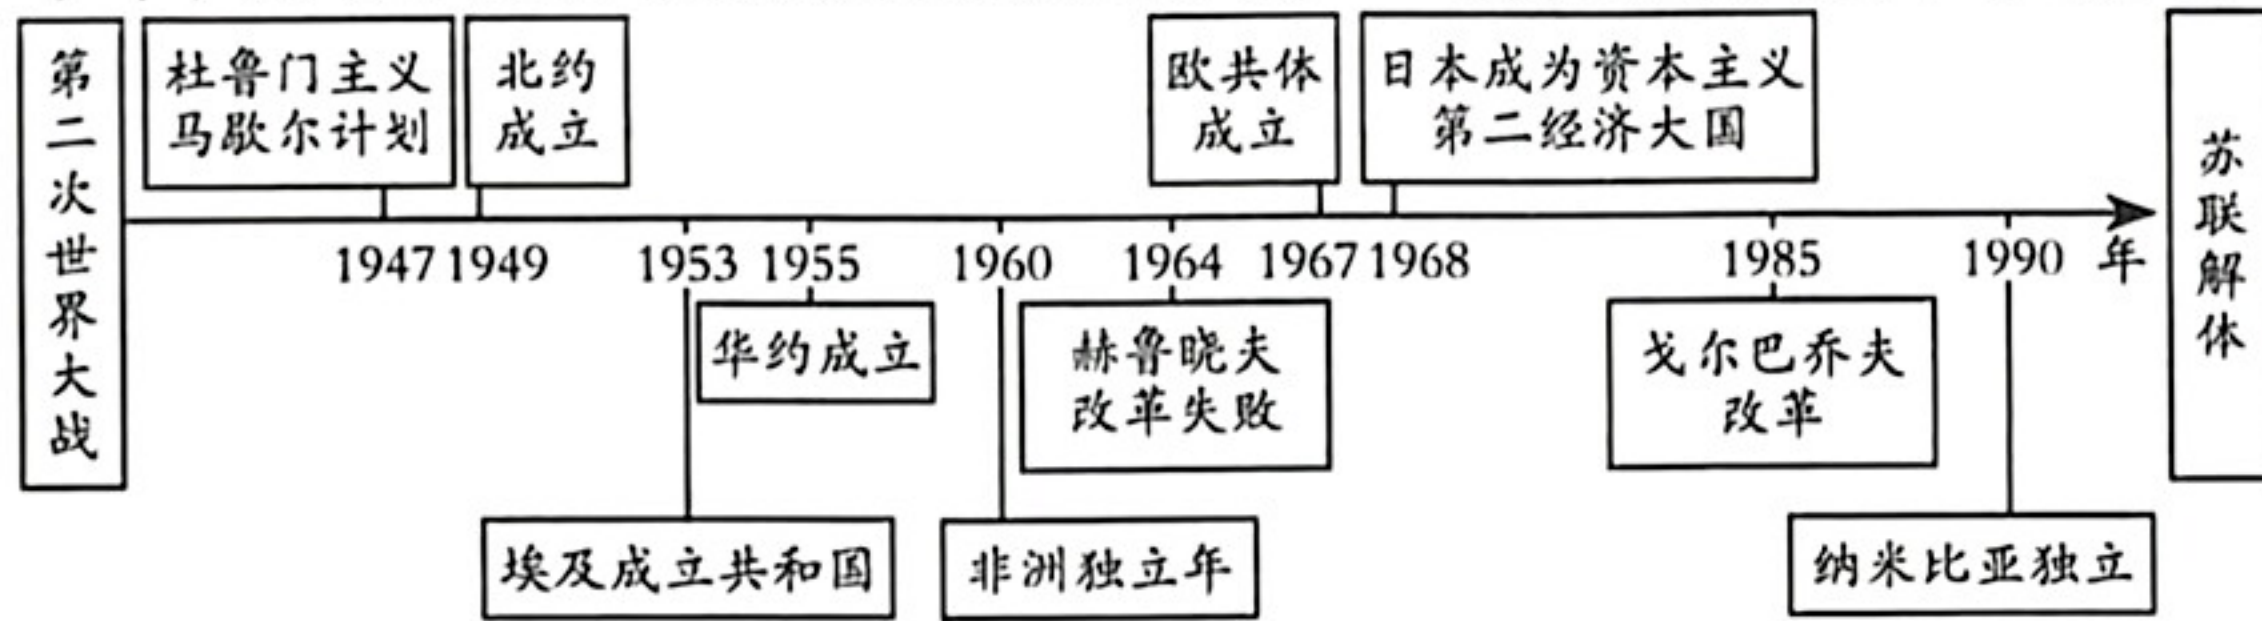 第二次世界大战
杜鲁门主义
马歇尔计划
北约
成立
欧共体
成立
日本成为资本主义
第二经济大国
苏联解体
1947 1949 1953 1955 1960 1964 1967 1968 1985 1990 年
华约成立
赫鲁晓夫
改革失败
戈尔巴乔夫
改革
埃及成立共和国
非洲独立年
纳米比亚独立